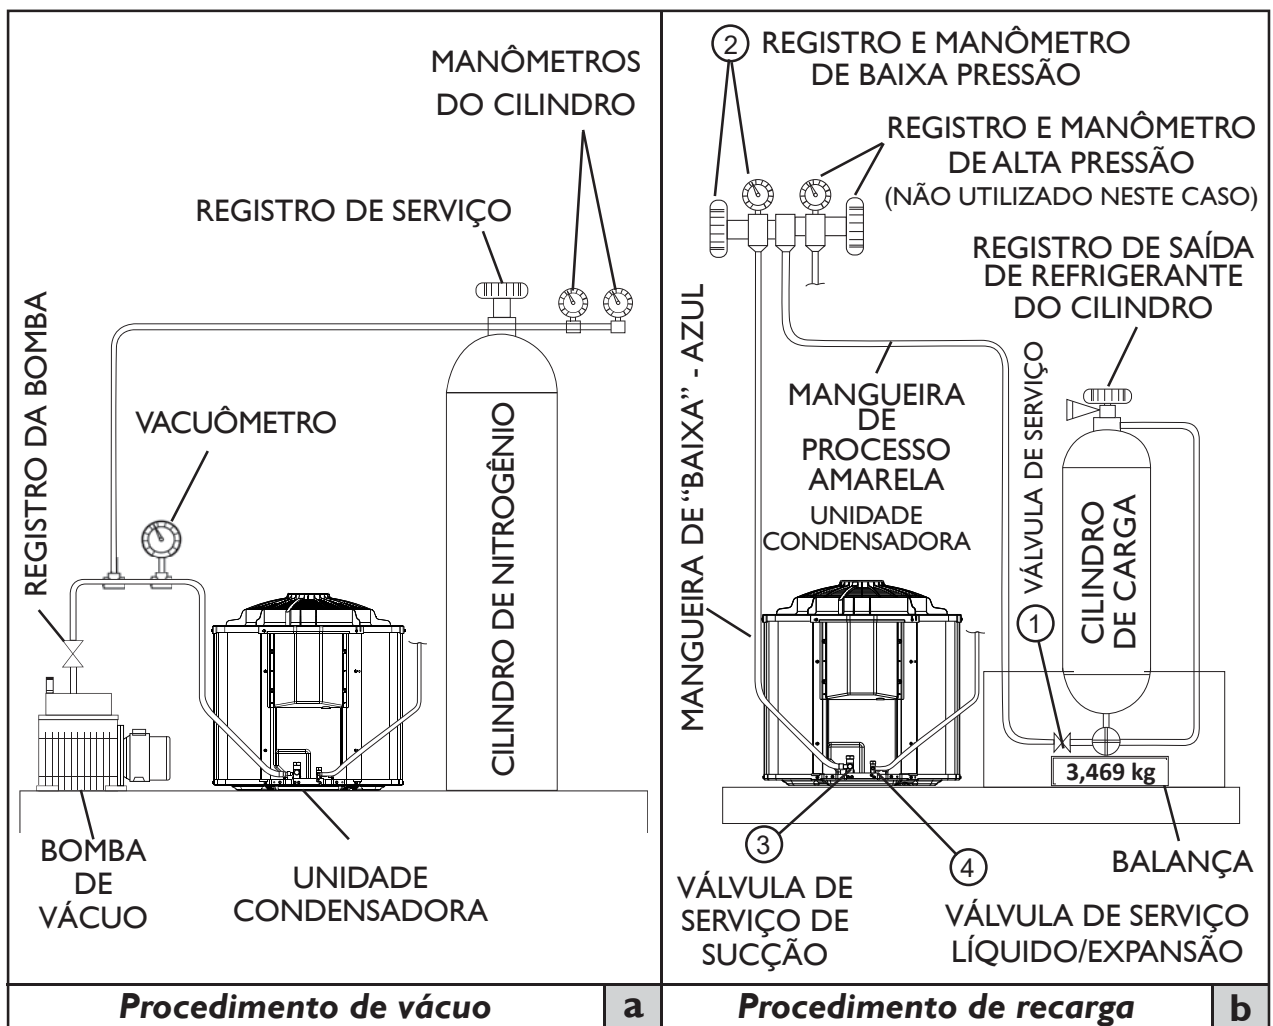 MANÔMETROS
DO CILINDRO
REGISTRO DE SERVIÇO
REGISTRO DA BOMBA
VACUÔMETRO
CILINDRO DE NITROGÊNIO
BOMBA
DE
VÁCUO
UNIDADE
CONDENSADORA
Procedimento de vácuo
a
2 REGISTRO E MANÔMETRO
DE BAIXA PRESSÃO
REGISTRO E MANÔMETRO
DE ALTA PRESSÃO
(NÃO UTILIZADO NESTE CASO)
REGISTRO DE SAÍDA
DE REFRIGERANTE
DO CILINDRO
MANGUEIRA DE "BAIXA" - AZUL
MANGUEIRA
DE
PROCESSO
AMARELA
UNIDADE
CONDENSADORA
1 VÁLVULA DE SERVIÇO
CILINDRO
DE CARGA
3,469 kg
3
VÁLVULA DE
SERVIÇO DE
SUCÇÃO
4
VÁLVULA DE SERVIÇO
LÍQUIDO/EXPANSÃO
BALANÇA
Procedimento de recarga
b